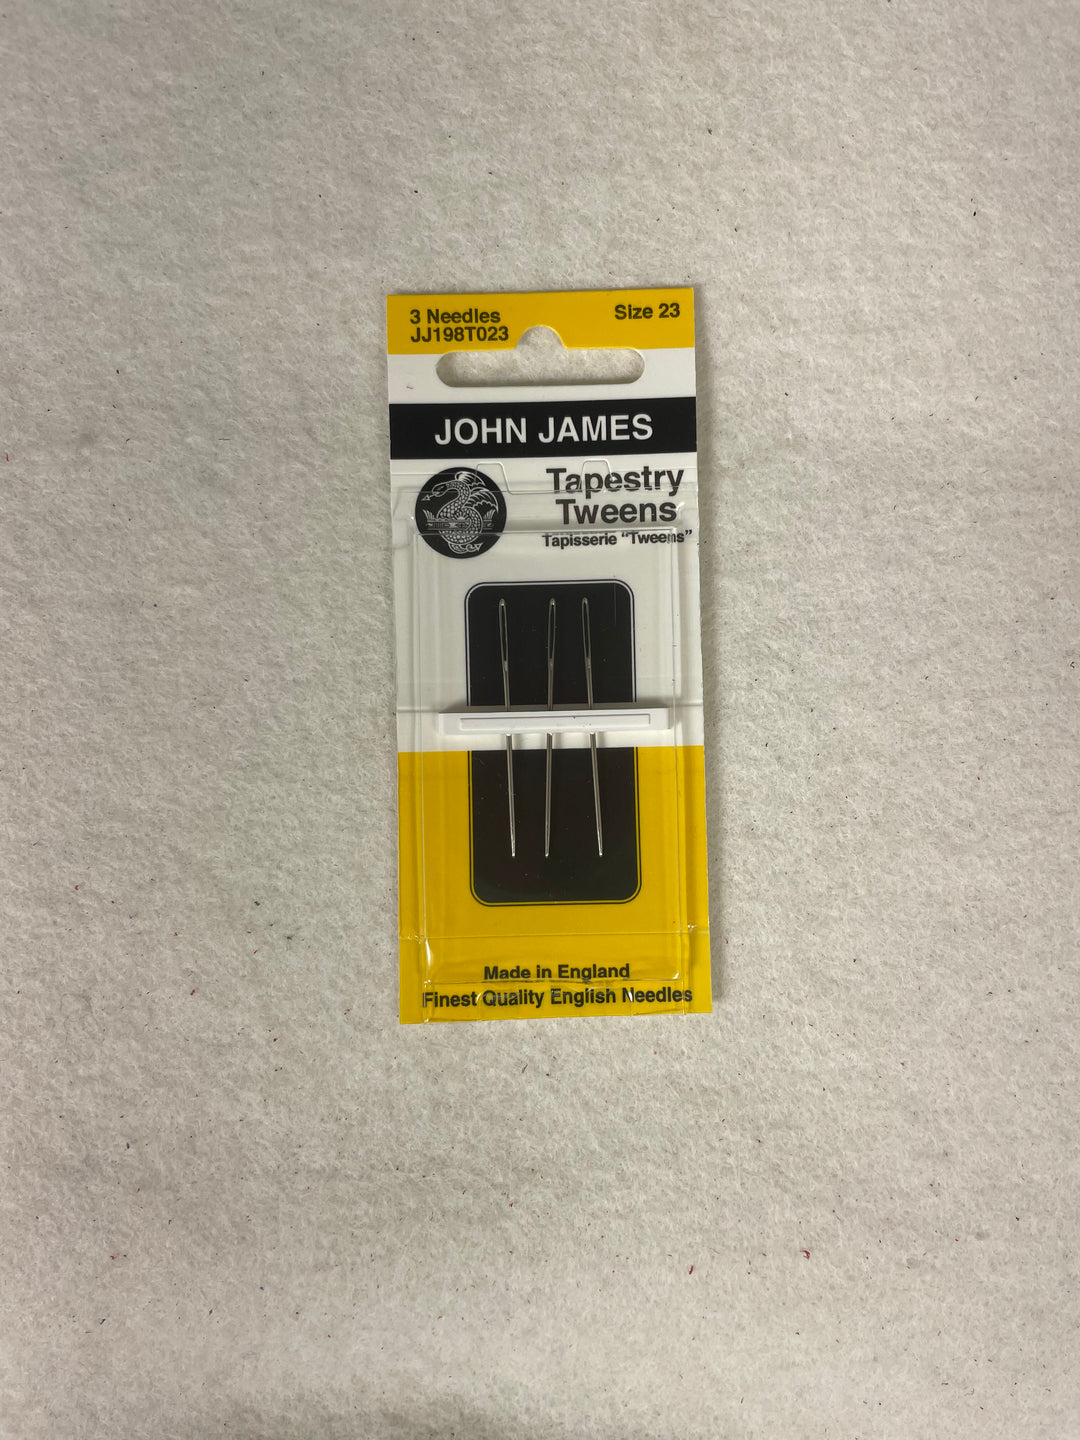 3 Needles
JJ198T023
Size 23
JOHN JAMES
Tapestry
Tweens
Tapisserie “Tweens”
Made in England
Finest Quality English Needles